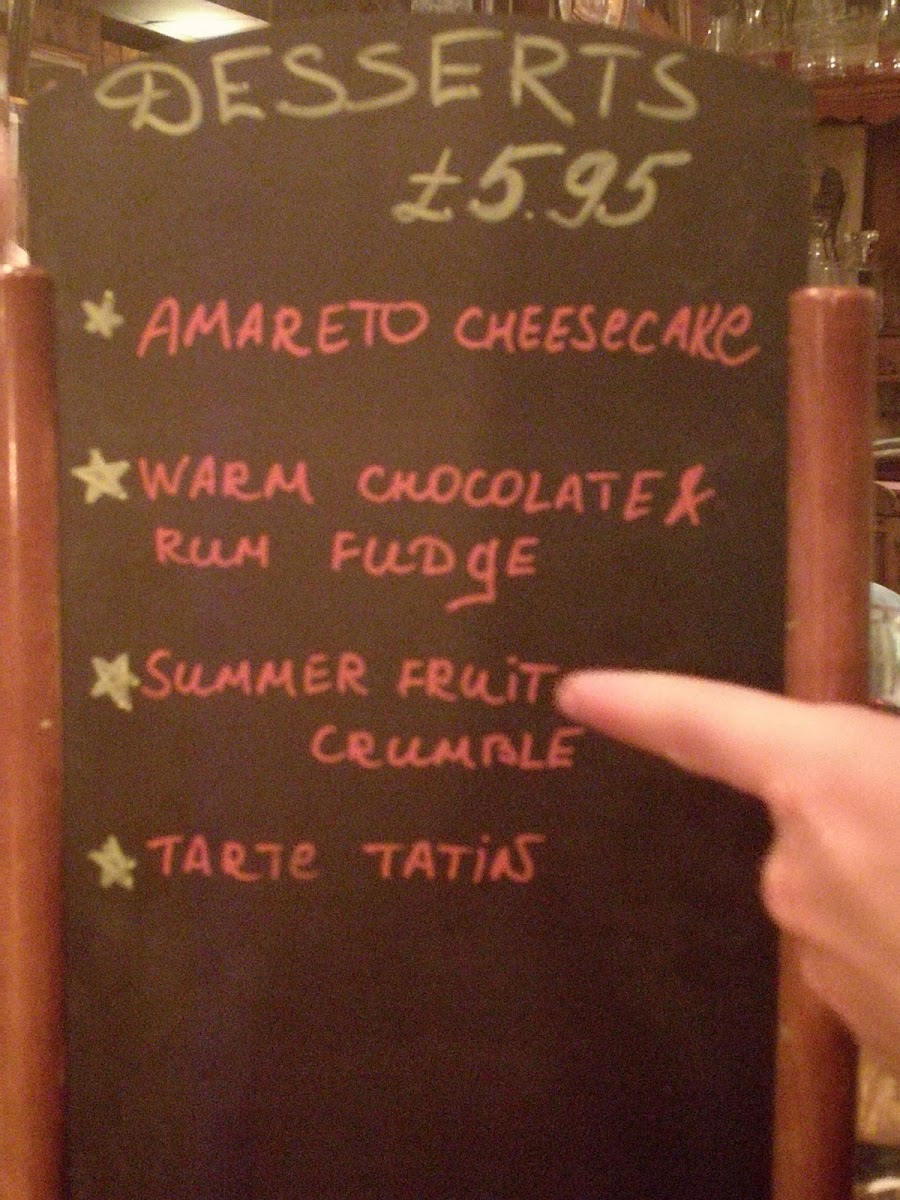 DESSERTS
£5.95
AMARETO CHEESeCAKe
WARM CHOCOLATE &
RUM FUDgE
SUMMER FRUiT
CRUMBLE
TARTe TATiN